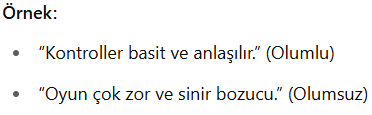 Örnek:
• “Kontroller basit ve anlaşılır.” (Olumlu)
• “Oyun çok zor ve sinir bozucu.” (Olumsuz)